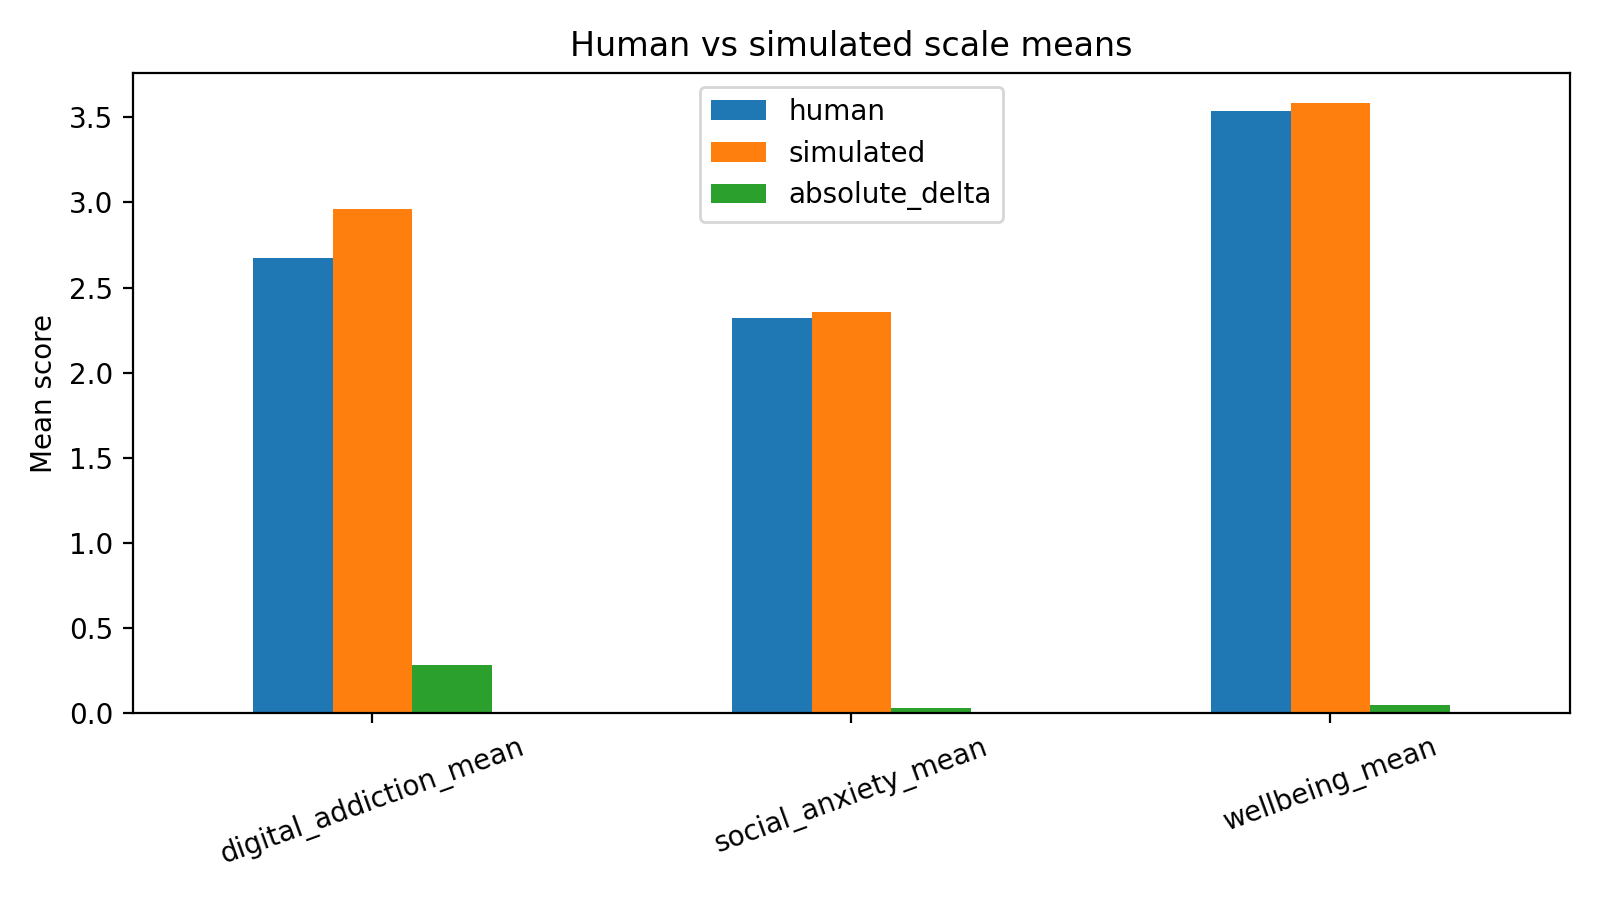 Human vs simulated scale means
human
simulated
absolute_delta
Mean score
3.5
3.0
2.5
2.0
1.5
1.0
0.5
0.0
digital_addiction_mean
social_anxiety_mean
wellbeing_mean